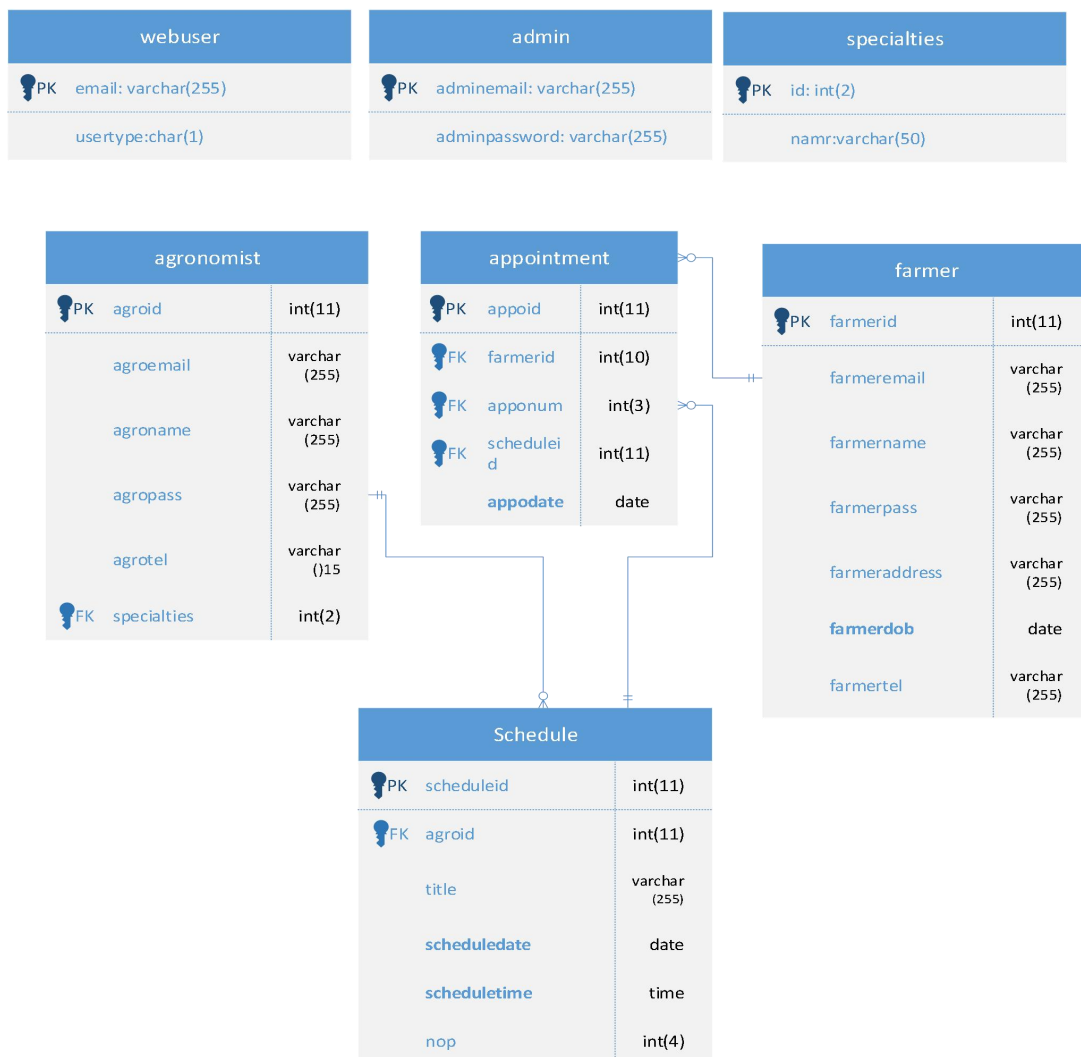 webuser
PK email: varchar(255)
usertype:char(1)
admin
PK adminemail: varchar(255)
adminpassword: varchar(255)
specialties
PK id: int(2)
namr:varchar(50)
agronomist
PK agroid int(11)
agroemail varchar
(255)
agroname varchar
(255)
agropass varchar
(255)
agrotel varchar
()15
FK specialties int(2)
appointment
PK appoid int(11)
FK farmerid int(10)
FK apponum int(3)
FK schedulei
d int(11)
appodate date
farmer
PK farmerid int(11)
farmeremail varchar
(255)
farmername varchar
(255)
farmerpass varchar
(255)
farmeraddress varchar
(255)
farmerdob date
farmertel varchar
(255)
Schedule
PK scheduleid int(11)
FK agroid int(11)
title varchar
(255)
scheduledate date
scheduletime time
nop int(4)